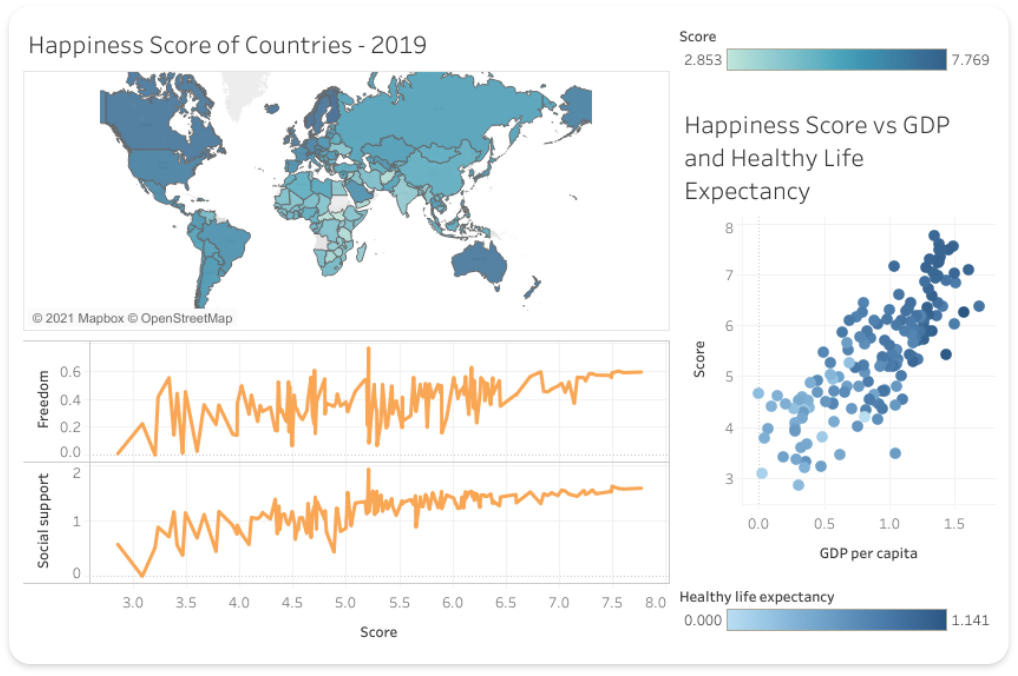 Happiness Score of Countries - 2019
© 2021 Mapbox © OpenStreetMap
Score
2.853 7.769
Happiness Score vs GDP
and Healthy Life
Expectancy
8
7
6
5
4
3
Score
0.0 0.5 1.0 1.5
GDP per capita
Healthy life expectancy
0.000 1.141
Freedom
0.6
0.4
0.2
0.0
Social support
2
1
0
3.0 3.5 4.0 4.5 5.0 5.5 6.0 6.5 7.0 7.5 8.0
Score